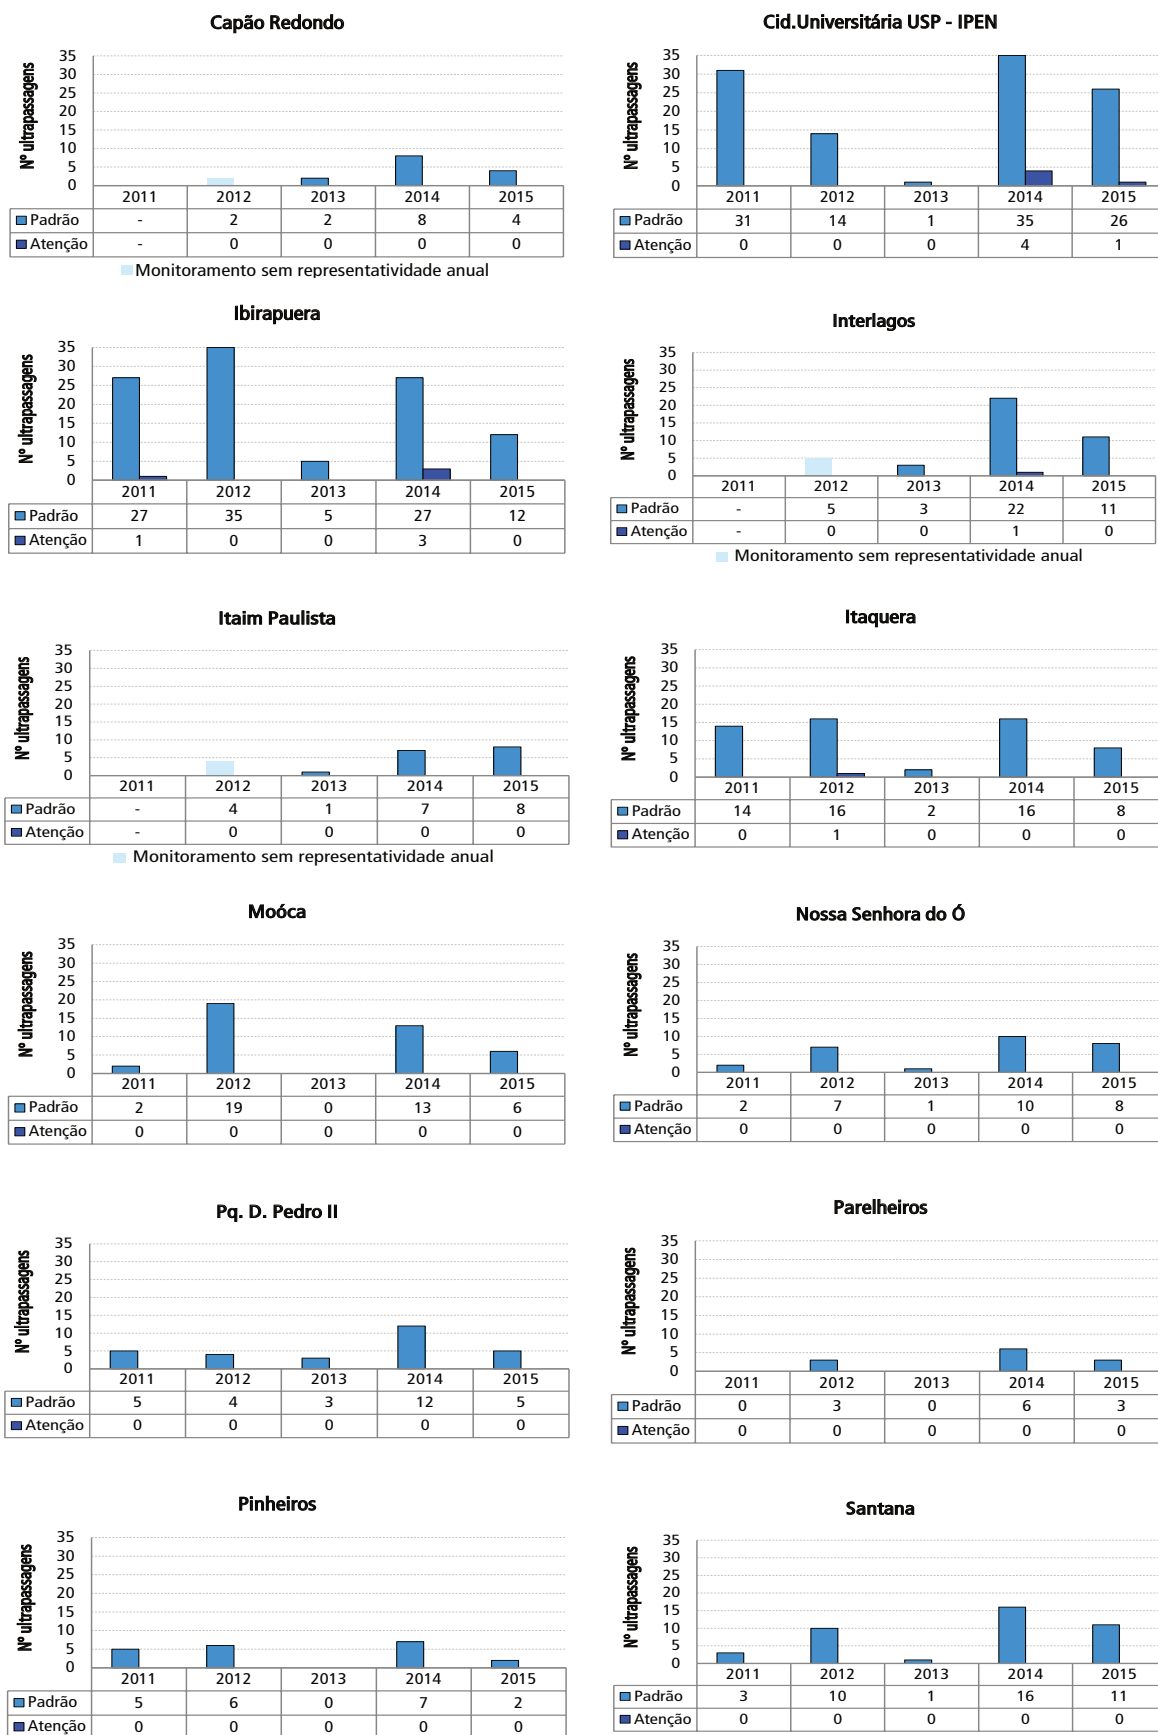 Capão Redondo
Nº ultrapassagens
35
30
25
20
15
10
5
0
2011 2012 2013 2014 2015
Padrão - 2 2 8 4
Atenção - 0 0 0 0
Monitoramento sem representatividade anual
Cid.Universitária USP - IPEN
Nº ultrapassagens
35
30
25
20
15
10
5
0
2011 2012 2013 2014 2015
Padrão 31 14 1 35 26
Atenção 0 0 0 4 1
Ibirapuera
Nº ultrapassagens
35
30
25
20
15
10
5
0
2011 2012 2013 2014 2015
Padrão 27 35 5 27 12
Atenção 1 0 0 3 0
Interlagos
Nº ultrapassagens
35
30
25
20
15
10
5
0
2011 2012 2013 2014 2015
Padrão - 5 3 22 11
Atenção - 0 0 1 0
Monitoramento sem representatividade anual
Itaim Paulista
Nº ultrapassagens
35
30
25
20
15
10
5
0
2011 2012 2013 2014 2015
Padrão - 4 1 7 8
Atenção - 0 0 0 0
Monitoramento sem representatividade anual
Itaquera
Nº ultrapassagens
35
30
25
20
15
10
5
0
2011 2012 2013 2014 2015
Padrão 14 16 2 16 8
Atenção 0 1 0 0 0
Moóca
Nº ultrapassagens
35
30
25
20
15
10
5
0
2011 2012 2013 2014 2015
Padrão 2 19 0 13 6
Atenção 0 0 0 0 0
Nossa Senhora do Ó
Nº ultrapassagens
35
30
25
20
15
10
5
0
2011 2012 2013 2014 2015
Padrão 2 7 1 10 8
Atenção 0 0 0 0 0
Pq. D. Pedro II
Nº ultrapassagens
35
30
25
20
15
10
5
0
2011 2012 2013 2014 2015
Padrão 5 4 3 12 5
Atenção 0 0 0 0 0
Parelheiros
Nº ultrapassagens
35
30
25
20
15
10
5
0
2011 2012 2013 2014 2015
Padrão 0 3 0 6 3
Atenção 0 0 0 0 0
Pinheiros
Nº ultrapassagens
35
30
25
20
15
10
5
0
2011 2012 2013 2014 2015
Padrão 5 6 0 7 2
Atenção 0 0 0 0 0
Santana
Nº ultrapassagens
35
30
25
20
15
10
5
0
2011 2012 2013 2014 2015
Padrão 3 10 1 16 11
Atenção 0 0 0 0 0